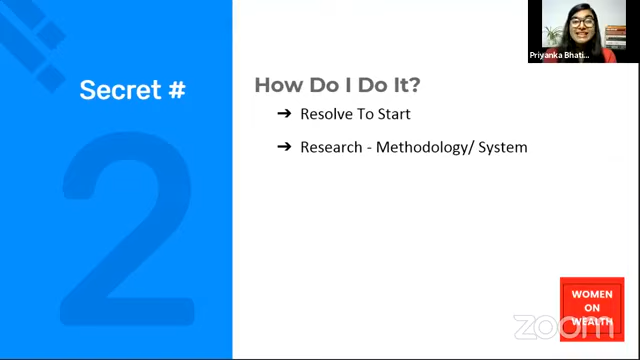 Priyanka Bhati...
Secret #
2
How Do I Do It?
➔ Resolve To Start
➔ Research - Methodology/ System
WOMEN
ON
WEALTH
zoom